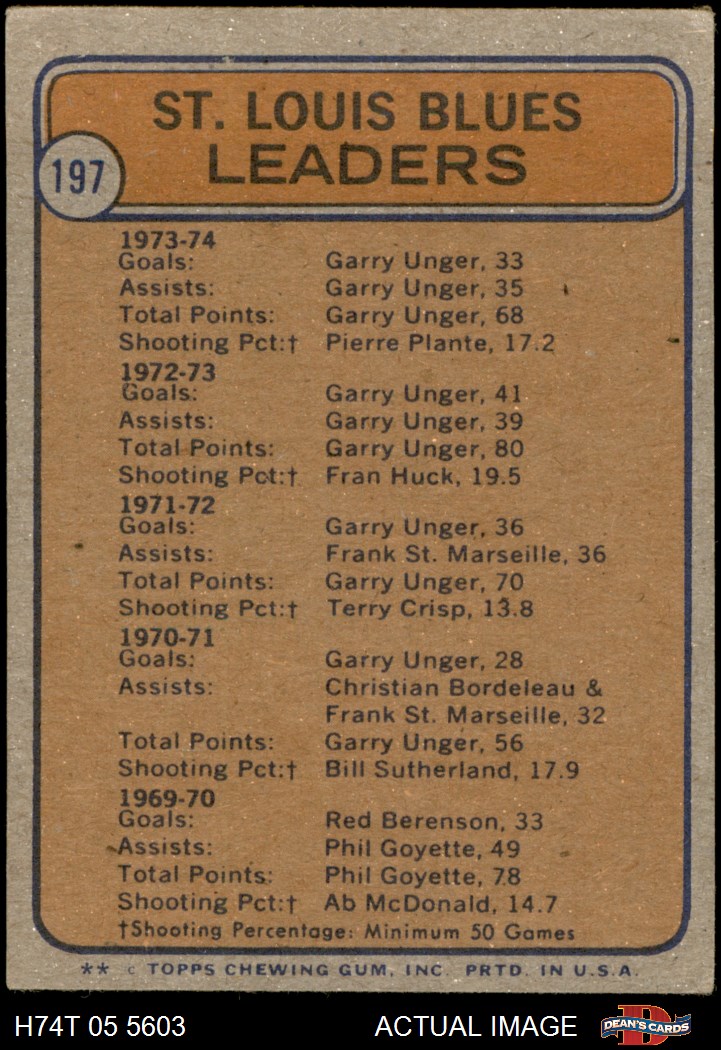 ST. LOUIS BLUES
LEADERS
197
1973-74
Goals: Garry Unger, 33
Assists: Garry Unger, 35
Total Points: Garry Unger, 68
Shooting Pct:† Pierre Plante, 17.2
1972-73
Goals: Garry Unger, 41
Assists: Garry Unger, 39
Total Points: Garry Unger, 80
Shooting Pct:† Fran Huck, 19.5
1971-72
Goals: Garry Unger, 36
Assists: Frank St. Marseille, 36
Total Points: Garry Unger, 70
Shooting Pct:† Terry Crisp, 13.8
1970-71
Goals: Garry Unger, 28
Assists: Christian Bordeleau &
Frank St. Marseille, 32
Total Points: Garry Unger, 56
Shooting Pct:† Bill Sutherland, 17.9
1969-70
Goals: Red Berenson, 33
Assists: Phil Goyette, 49
Total Points: Phil Goyette, 78
Shooting Pct:† Ab McDonald, 14.7
†Shooting Percentage: Minimum 50 Games
** c TOPPS CHEWING GUM, INC. PRTD. IN U.S.A.
H74T 05 5603 ACTUAL IMAGE DEAN'S CARDS